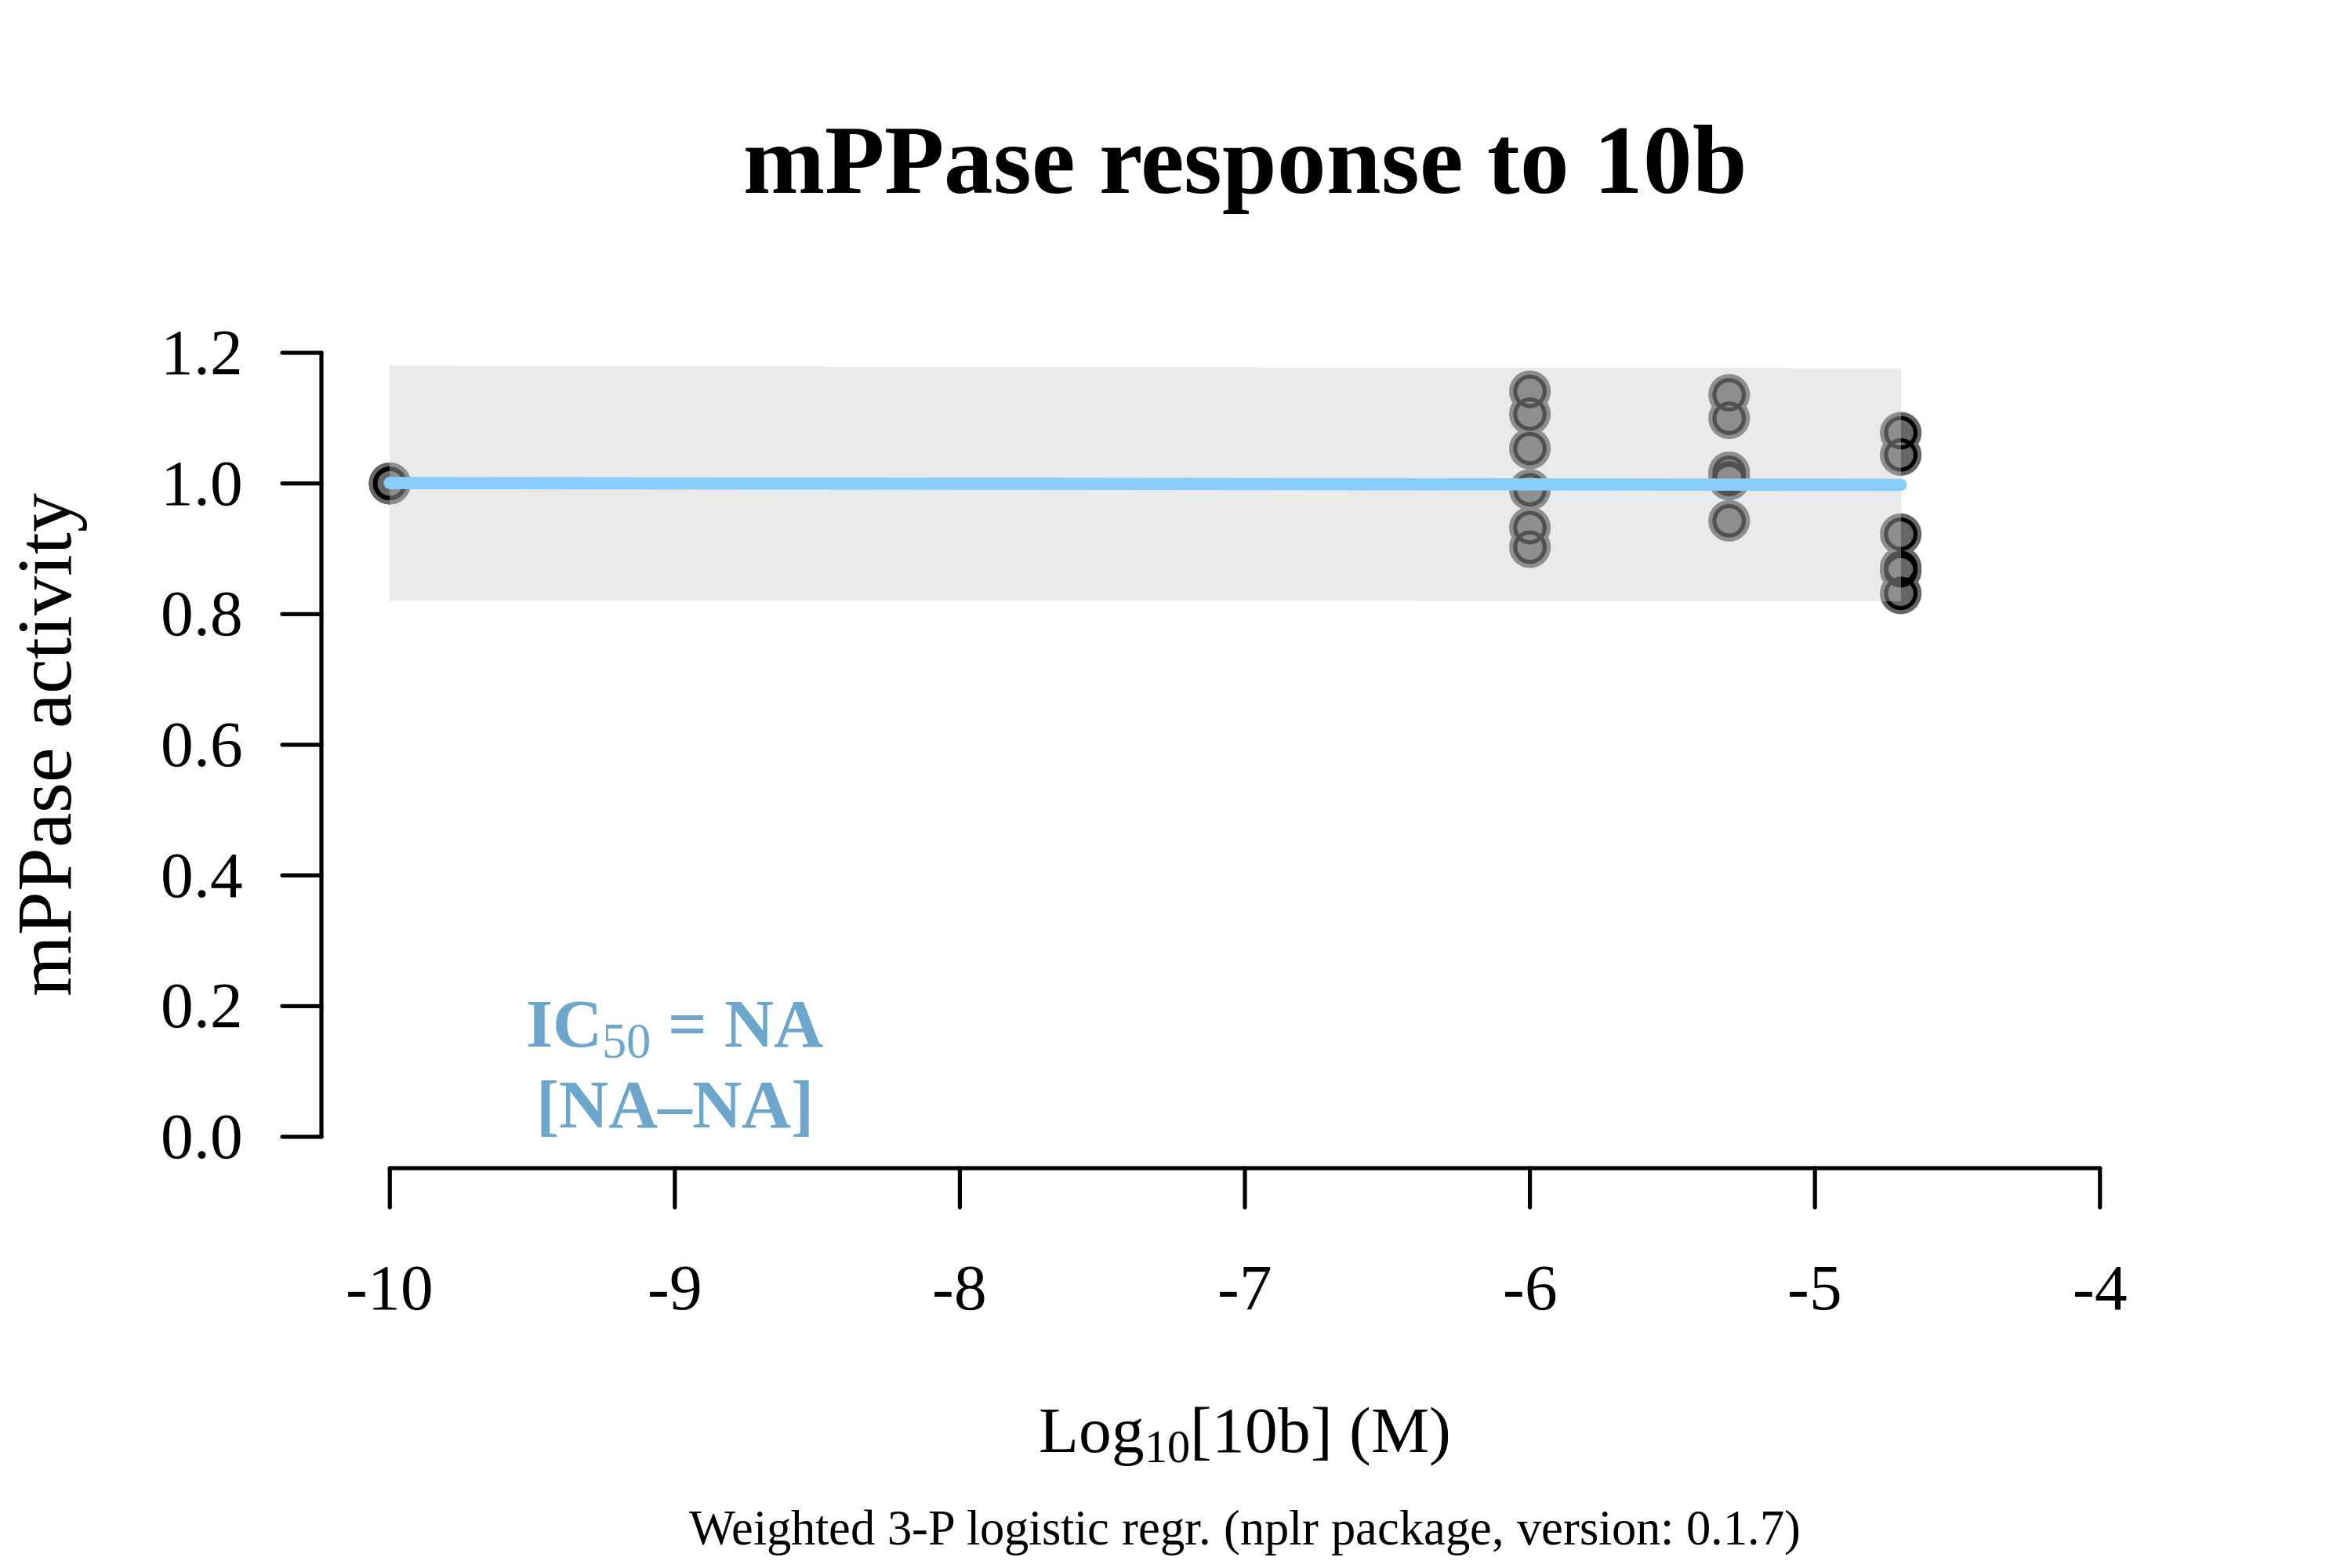 mPPase response to 10b
mPPase activity
1.2
1.0
0.8
0.6
0.4
0.2
0.0
IC50 = NA
[NA–NA]
-10 -9 -8 -7 -6 -5 -4
Log10[10b] (M)
Weighted 3-P logistic regr. (nplr package, version: 0.1.7)